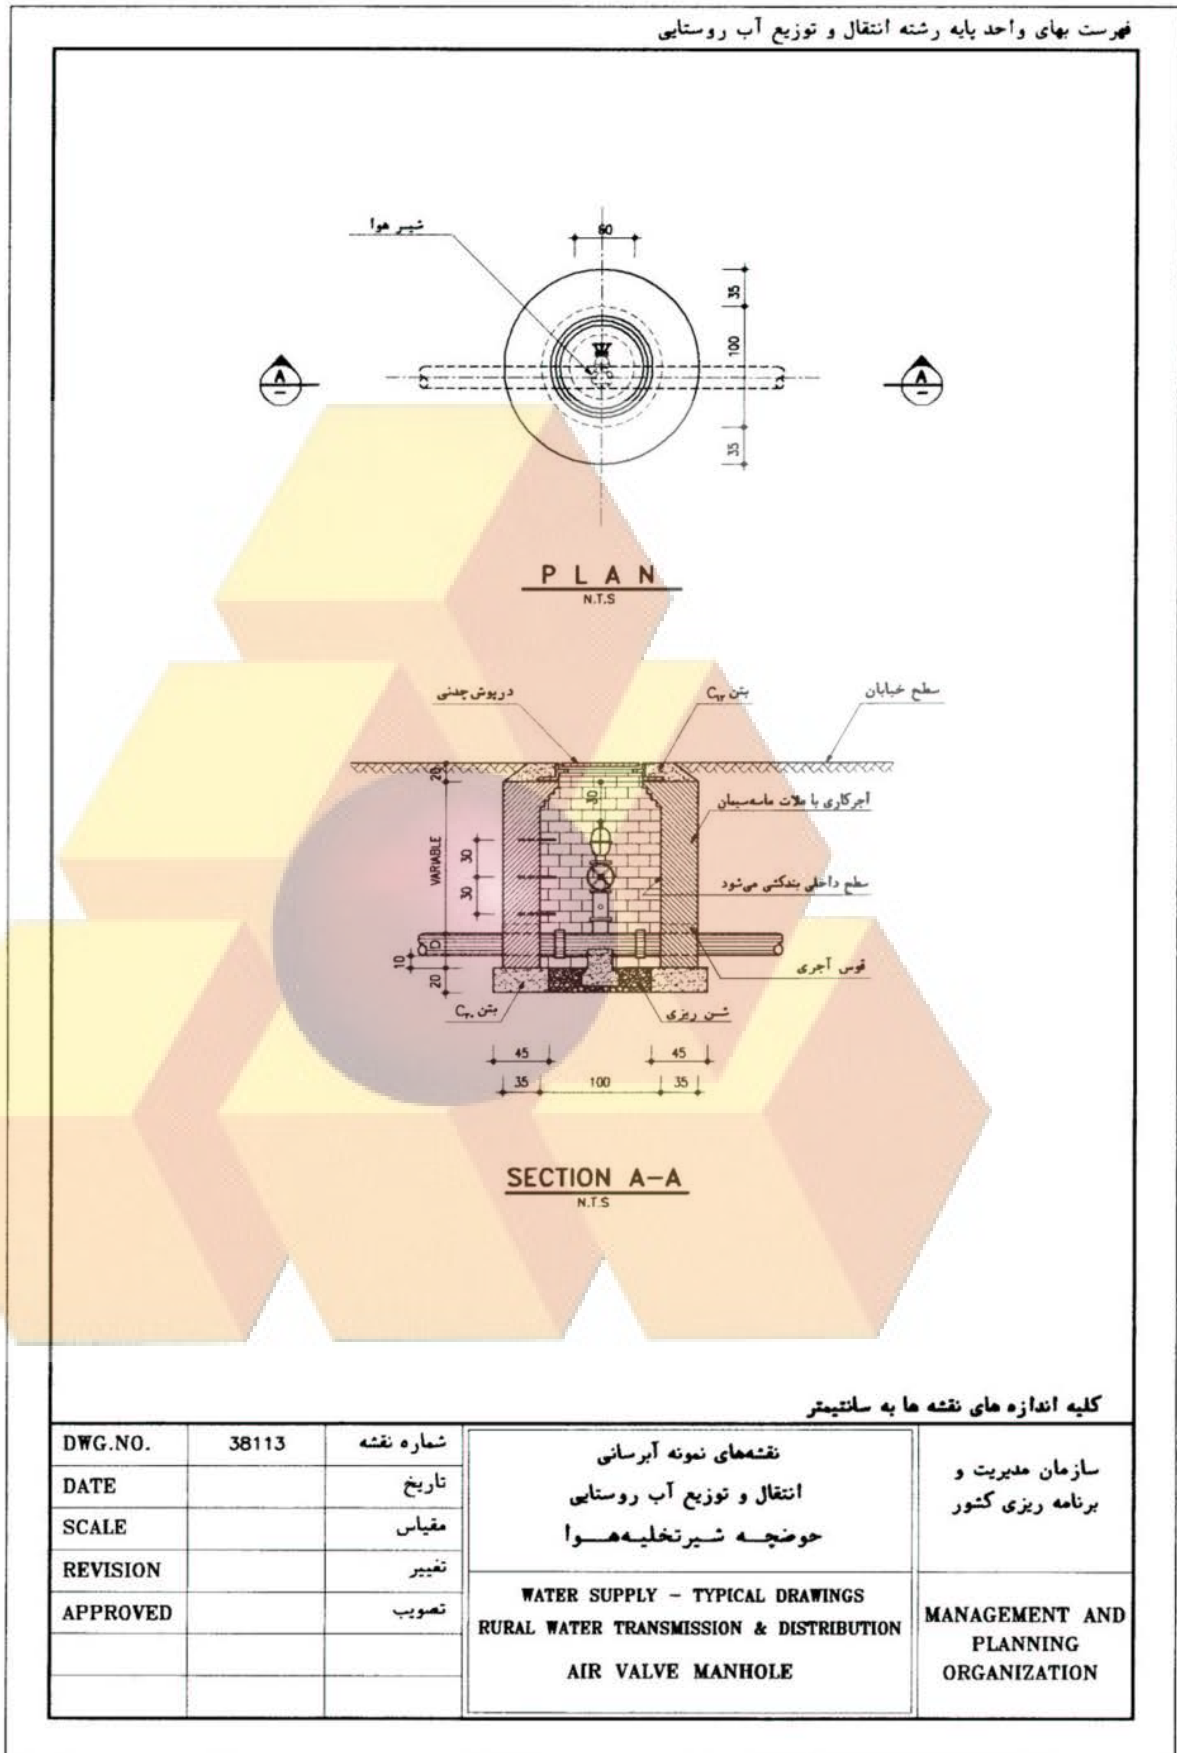 فهرست بهای واحد پایه رشته انتقال و توزیع آب روستایی
شیر هوا
60
35
100
35
A
A
PLAN
N.T.S
درپوش چدنی
بتن C۱۲
سطح خیابان
20
30
آجرکاری با ملات ماسه‌سیمان
VARIABLE
30
30
سطح داخلی بندکشی می‌شود
D
10
20
قوس آجری
بتن C۲۰
شن ریزی
45
45
35
100
35
SECTION A-A
N.T.S
کلیه اندازه های نقشه ها به سانتیمتر
DWG.NO. 38113 شماره نقشه
DATE تاریخ
SCALE مقیاس
REVISION تغییر
APPROVED تصویب
نقشه‌های نمونه آبرسانی
انتقال و توزیع آب روستایی
حوضچه شیرتخلیه‌هوا
WATER SUPPLY - TYPICAL DRAWINGS
RURAL WATER TRANSMISSION & DISTRIBUTION
AIR VALVE MANHOLE
سازمان مدیریت و
برنامه ریزی کشور
MANAGEMENT AND
PLANNING
ORGANIZATION